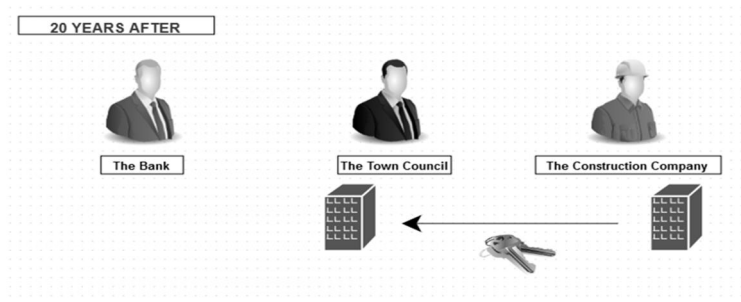 20 YEARS AFTER
The Bank
The Town Council
The Construction Company